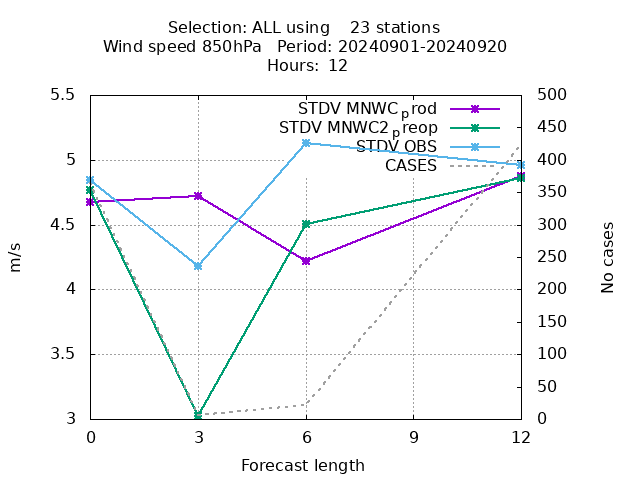 Selection: ALL using    23 stations
Wind speed 850hPa   Period: 20240901-20240920
Hours:  12
STDV MNWC_prod
STDV MNWC2_preop
STDV OBS
CASES
5.5
5
4.5
4
3.5
3
500
450
400
350
300
250
200
150
100
50
0
m/s
No cases
0 3 6 9 12
Forecast length